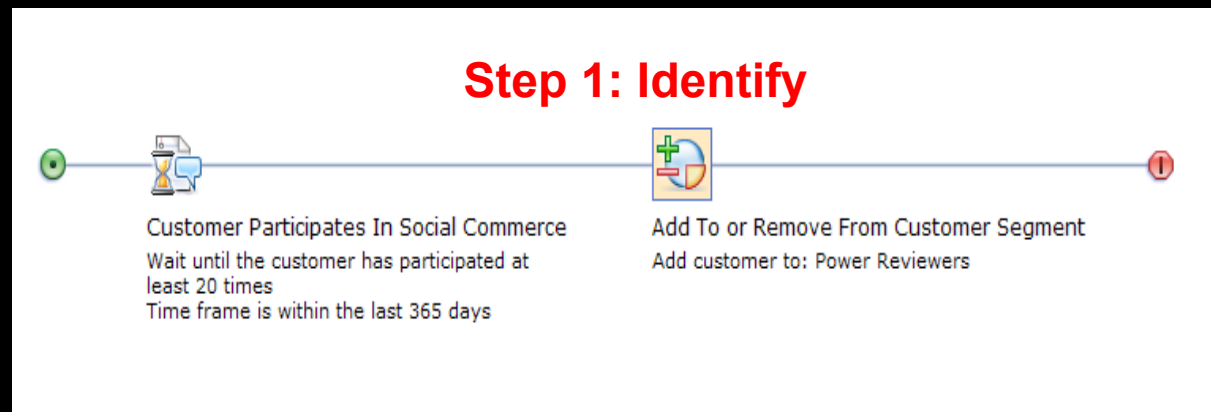 Step 1: Identify
Customer Participates In Social Commerce
Wait until the customer has participated at
least 20 times
Time frame is within the last 365 days
Add To or Remove From Customer Segment
Add customer to: Power Reviewers